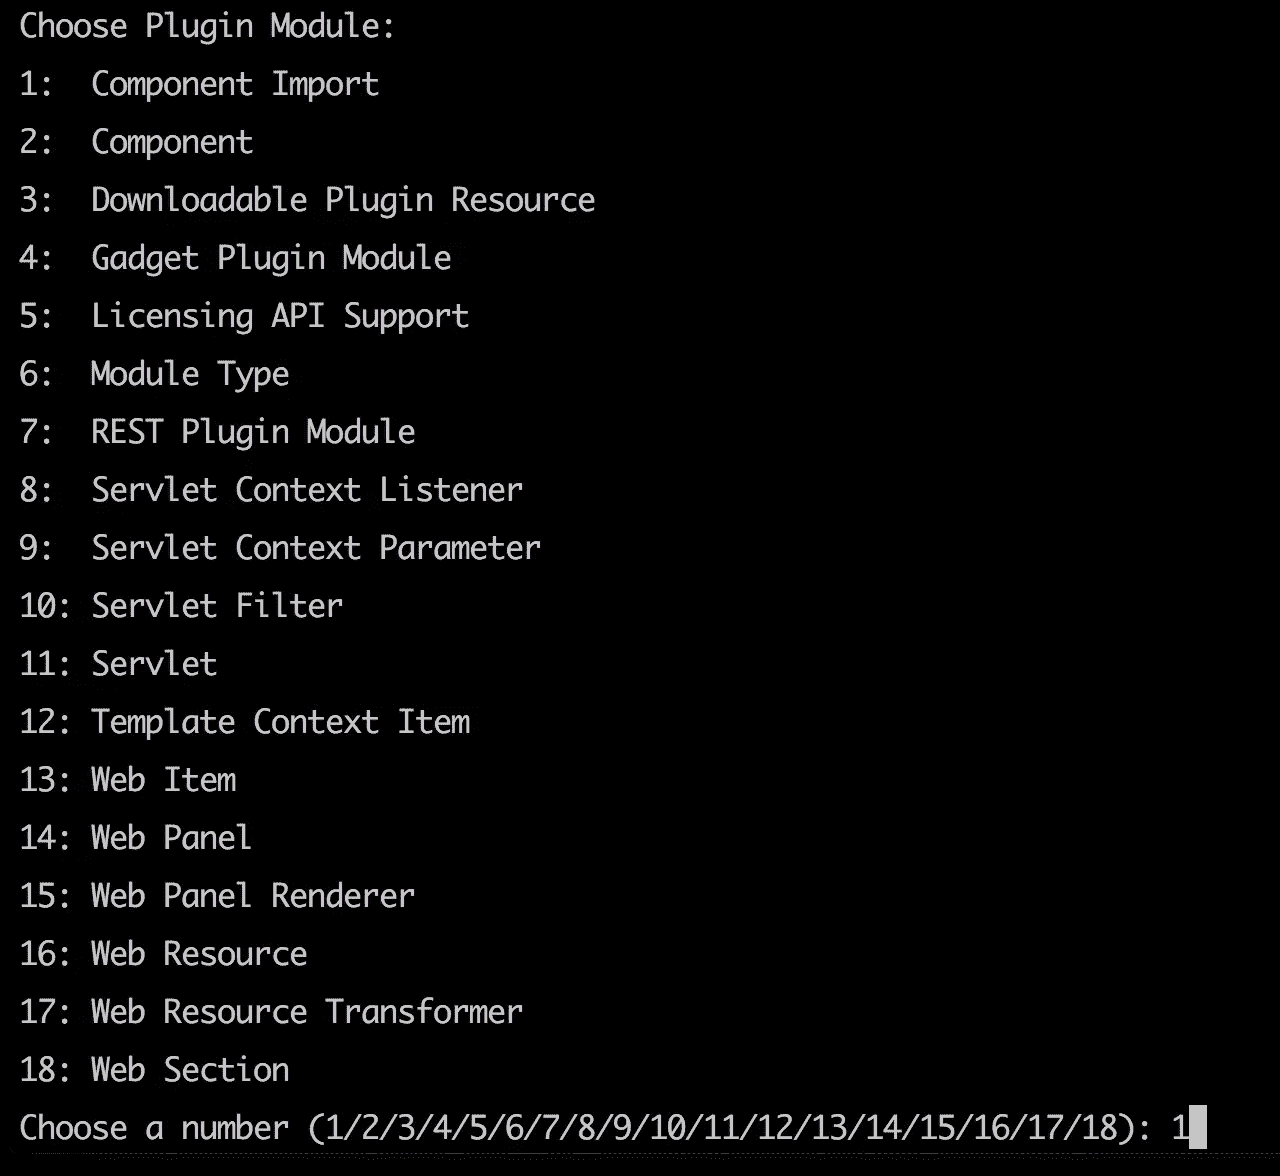 Choose Plugin Module:
1:  Component Import
2:  Component
3:  Downloadable Plugin Resource
4:  Gadget Plugin Module
5:  Licensing API Support
6:  Module Type
7:  REST Plugin Module
8:  Servlet Context Listener
9:  Servlet Context Parameter
10: Servlet Filter
11: Servlet
12: Template Context Item
13: Web Item
14: Web Panel
15: Web Panel Renderer
16: Web Resource
17: Web Resource Transformer
18: Web Section
Choose a number (1/2/3/4/5/6/7/8/9/10/11/12/13/14/15/16/17/18): 1